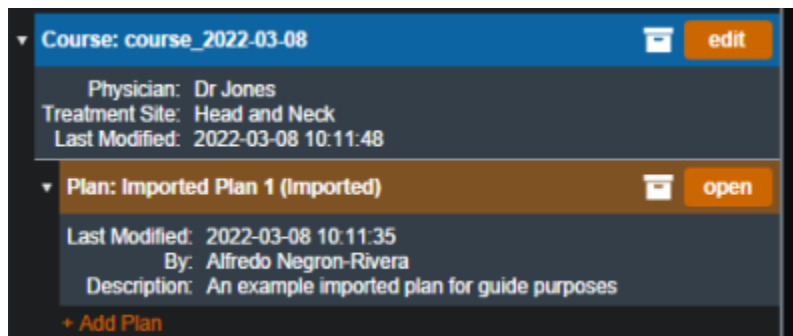 Course: course_2022-03-08 edit
Physician: Dr Jones
Treatment Site: Head and Neck
Last Modified: 2022-03-08 10:11:48
Plan: Imported Plan 1 (Imported) open
Last Modified: 2022-03-08 10:11:35
By: Alfredo Negron-Rivera
Description: An example imported plan for guide purposes
+ Add Plan